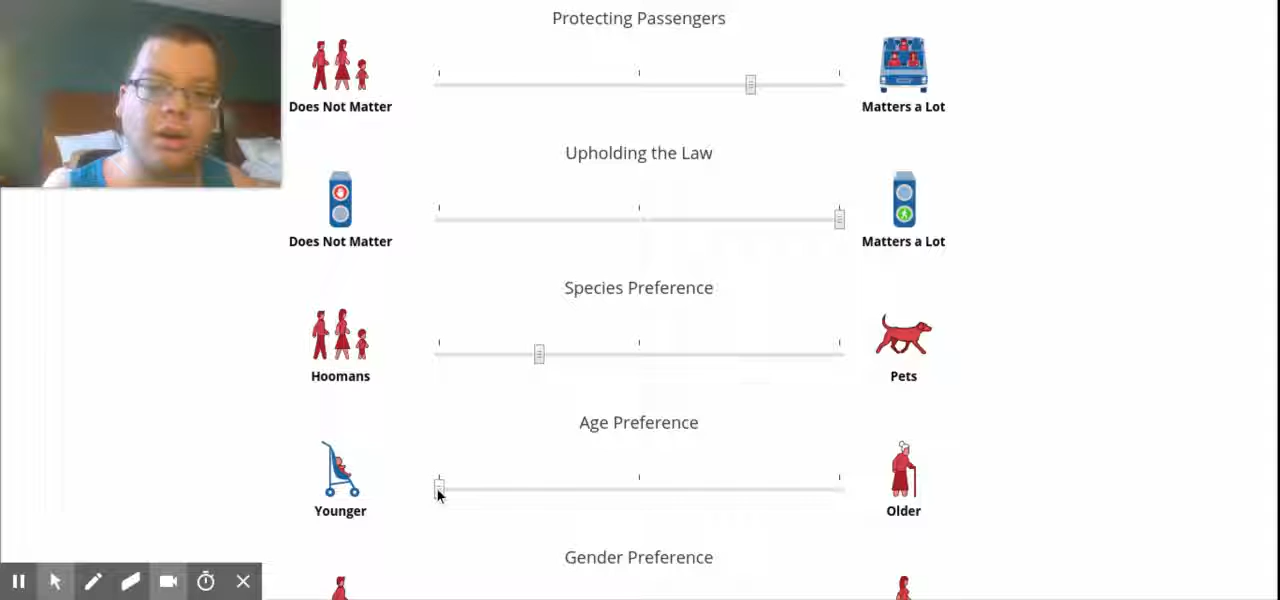 Protecting Passengers
Does Not Matter
Matters a Lot
Upholding the Law
Does Not Matter
Matters a Lot
Species Preference
Hoomans
Pets
Age Preference
Younger
Older
Gender Preference